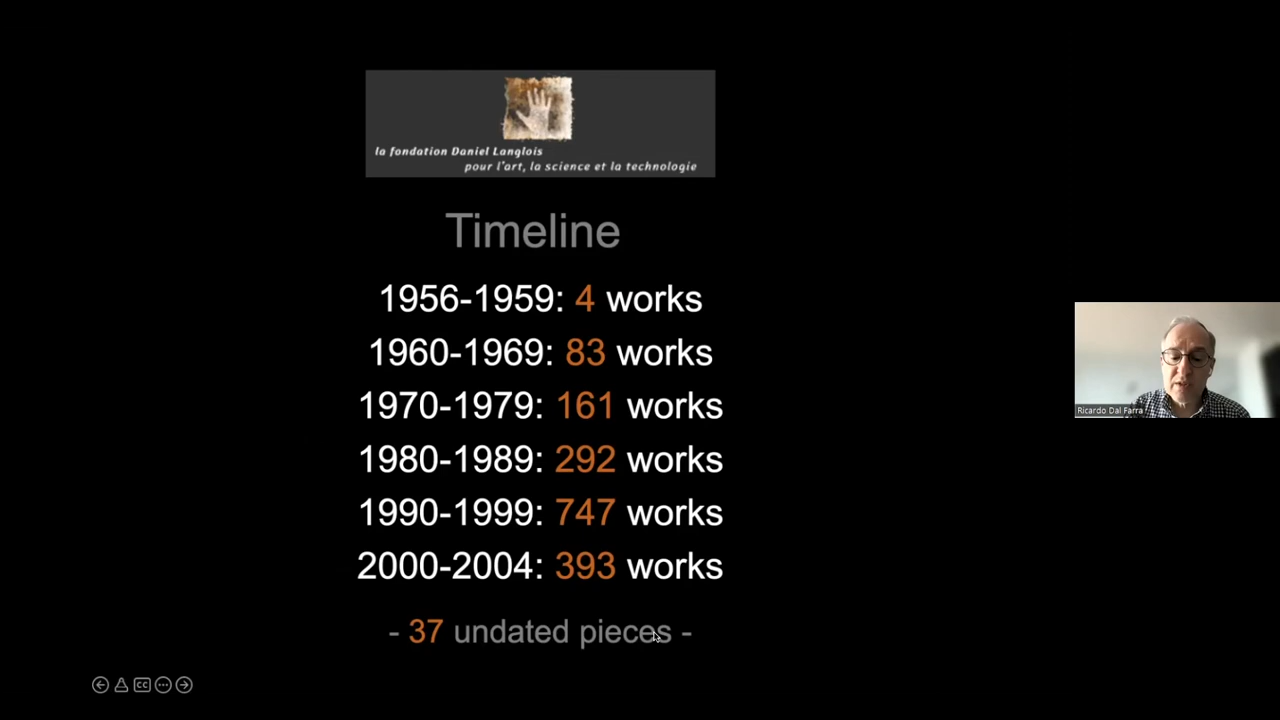 la fondation Daniel Langlois
pour l'art, la science et la technologie
Timeline
1956-1959: 4 works
1960-1969: 83 works
1970-1979: 161 works
1980-1989: 292 works
1990-1999: 747 works
2000-2004: 393 works
- 37 undated pieces -
Ricardo Dal Farra
CC